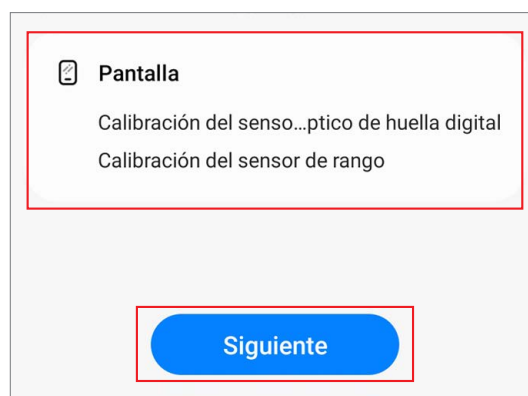 Pantalla
Calibración del senso...ptico de huella digital
Calibración del sensor de rango
Siguiente